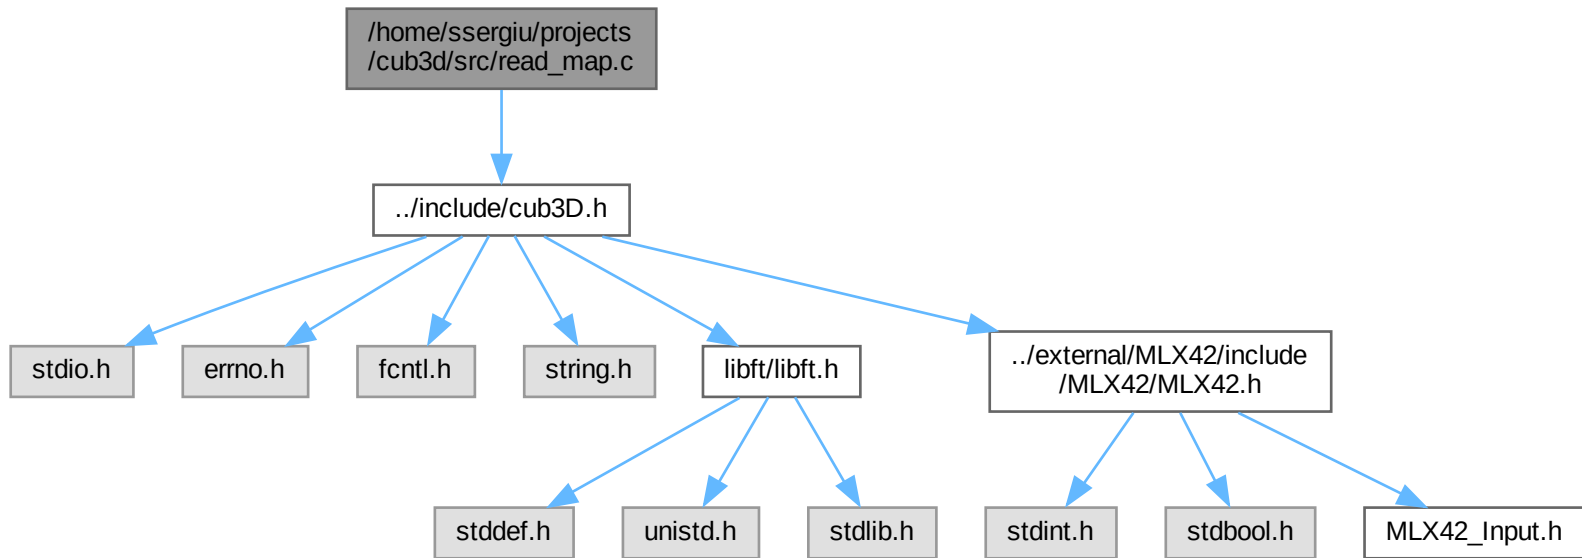 /home/ssergiu/projects
/cub3d/src/read_map.c
../include/cub3D.h
stdio.h
errno.h
fcntl.h
string.h
libft/libft.h
../external/MLX42/include
/MLX42/MLX42.h
stddef.h
unistd.h
stdlib.h
stdint.h
stdbool.h
MLX42_Input.h